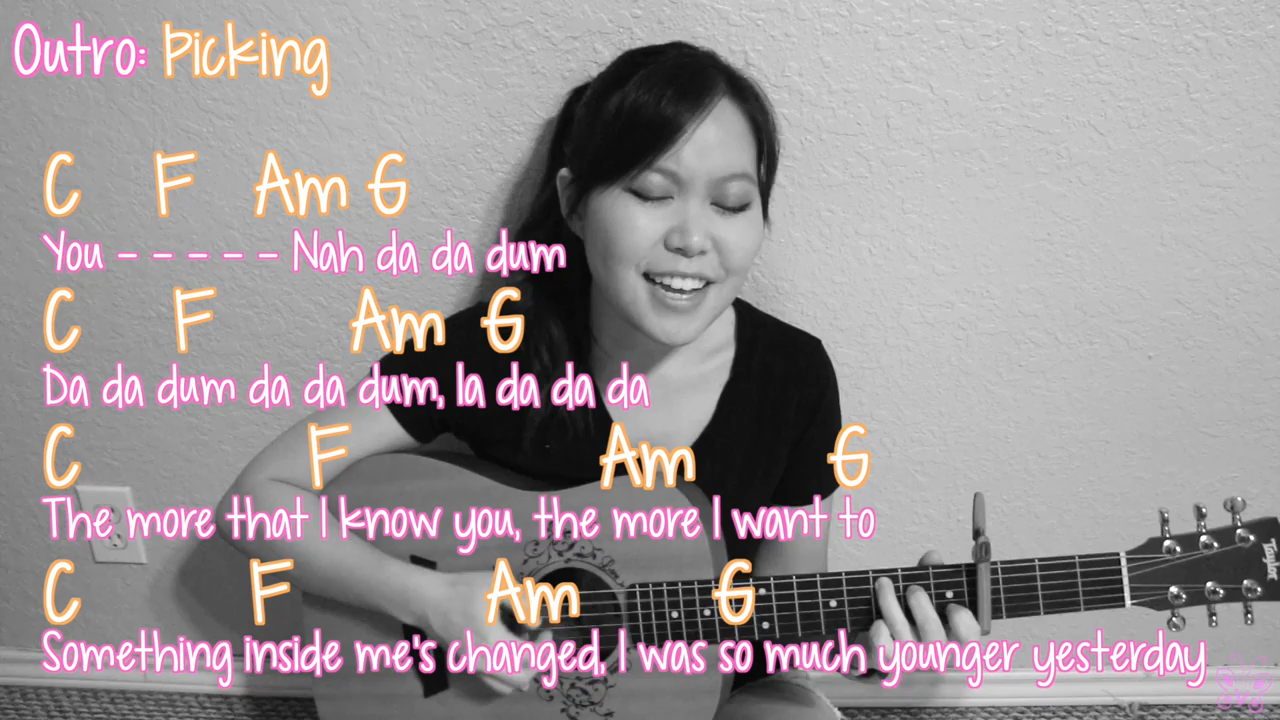 Outro: Picking
C F Am G
You - - - - - Nah da da dum
C F Am G
Da da dum da da dum, la da da da
C F Am G
The more that I know you, the more I want to
C F Am G
Something inside me's changed, I was so much younger yesterday
Taylor